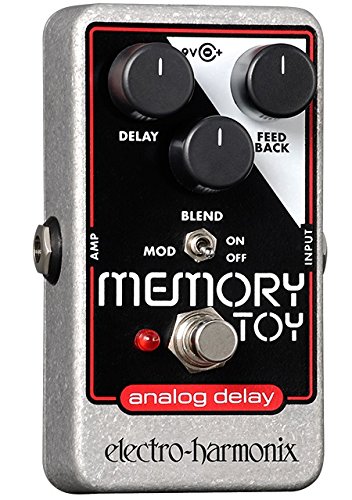 9V
+
DELAY
FEED
BACK
BLEND
AMP
MOD
ON
OFF
INPUT
MEMORY
TOY
analog delay
electro-harmonix